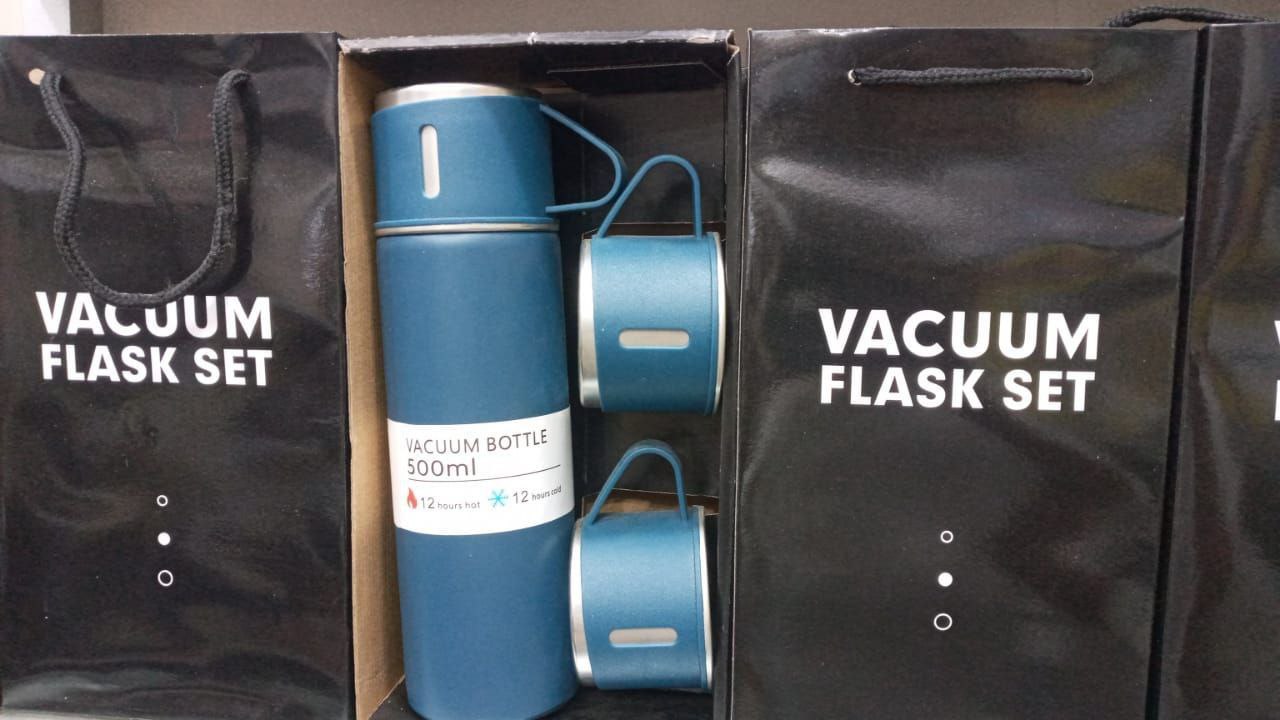 VACUUM
FLASK SET
VACUUM BOTTLE
500ml
12 hours hot 12 hours cold
VACUUM
FLASK SET